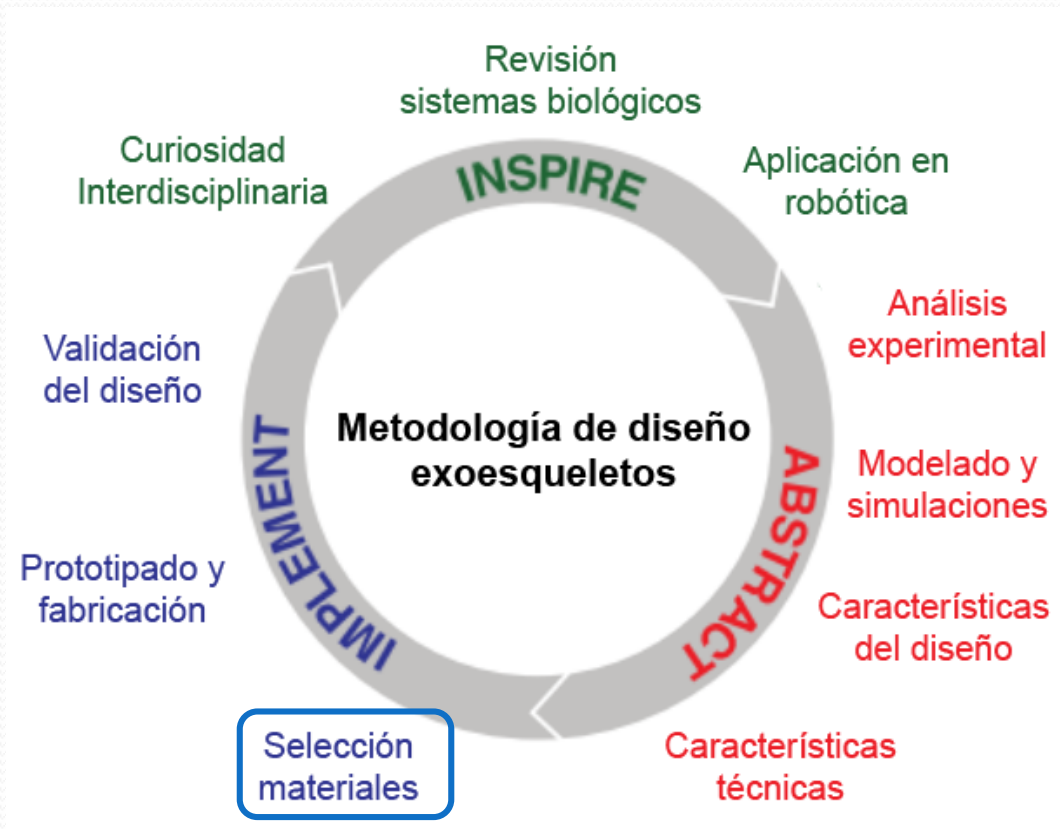 Revisión
sistemas biológicos
Curiosidad
Interdisciplinaria
INSPIRE
Aplicación en
robótica
Análisis
experimental
Validación
del diseño
Metodología de diseño
exoesqueletos
ABSTRACT
Modelado y
simulaciones
IMPLEMENT
Prototipado y
fabricación
Características
del diseño
Selección
materiales
Características
técnicas